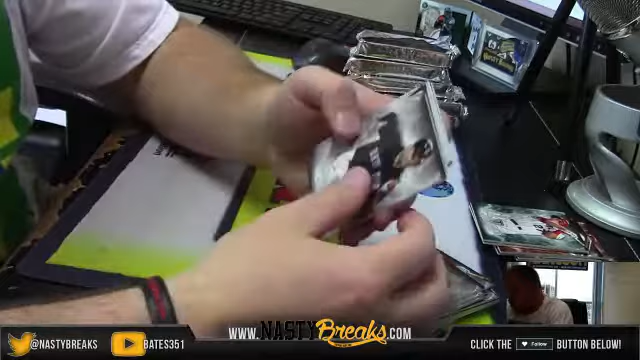 @NASTYBREAKS
BATES351
WWW.NASTYBreaks.COM
CLICK THE Follow BUTTON BELOW!